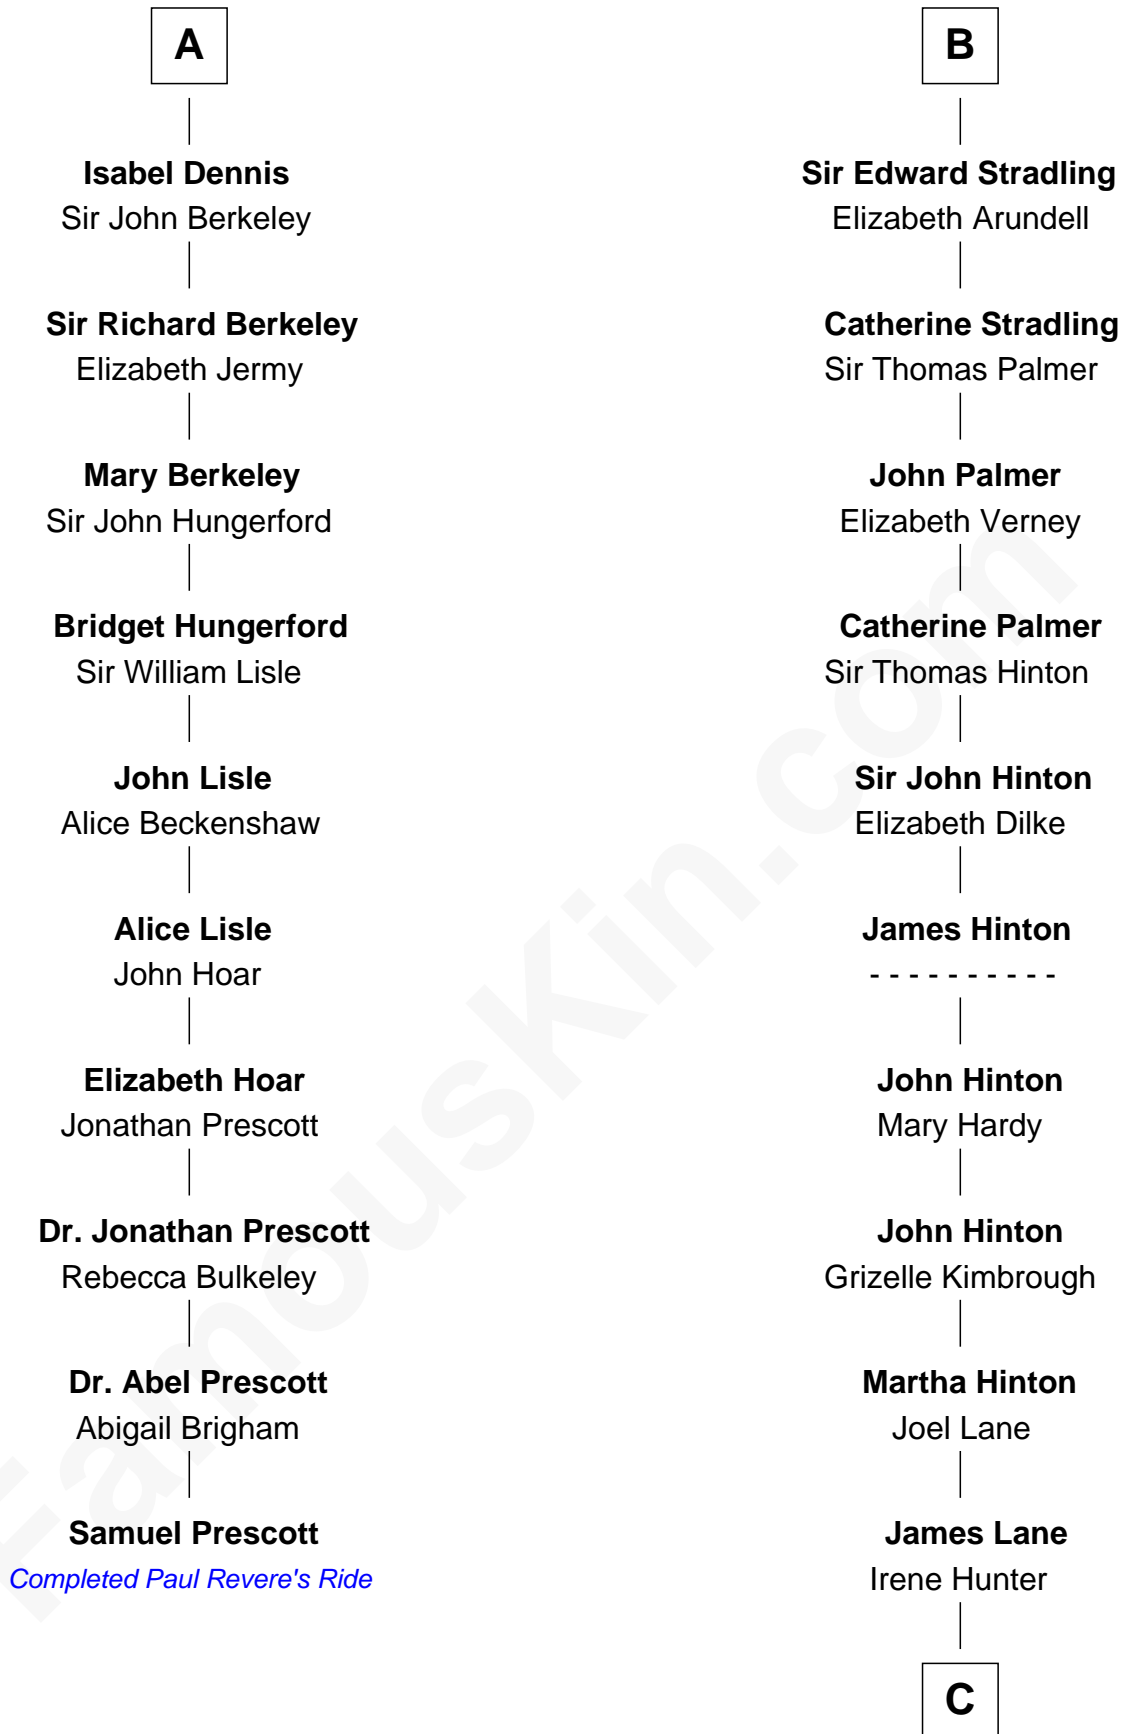 A
Isabel Dennis
Sir John Berkeley
Sir Richard Berkeley
Elizabeth Jermy
Mary Berkeley
Sir John Hungerford
Bridget Hungerford
Sir William Lisle
John Lisle
Alice Beckenshaw
Alice Lisle
John Hoar
Elizabeth Hoar
Jonathan Prescott
Dr. Jonathan Prescott
Rebecca Bulkeley
Dr. Abel Prescott
Abigail Brigham
Samuel Prescott
Completed Paul Revere's Ride
B
Sir Edward Stradling
Elizabeth Arundell
Catherine Stradling
Sir Thomas Palmer
John Palmer
Elizabeth Verney
Catherine Palmer
Sir Thomas Hinton
Sir John Hinton
Elizabeth Dilke
James Hinton
- - - - - - - - - -
John Hinton
Mary Hardy
John Hinton
Grizelle Kimbrough
Martha Hinton
Joel Lane
James Lane
Irene Hunter
C
FamousKin.com